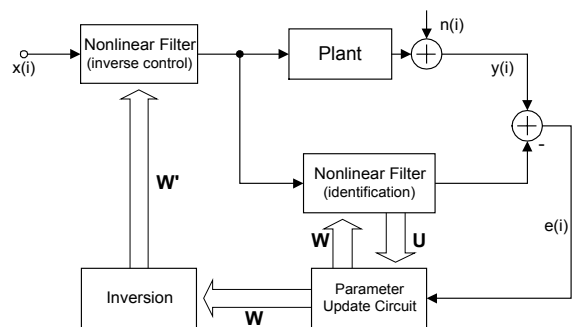 n(i)
Nonlinear Filter
(inverse control)
Plant
x(i)
y(i)
-
Nonlinear Filter
(identification)
W'
e(i)
W
U
Inversion
Parameter
Update Circuit
W